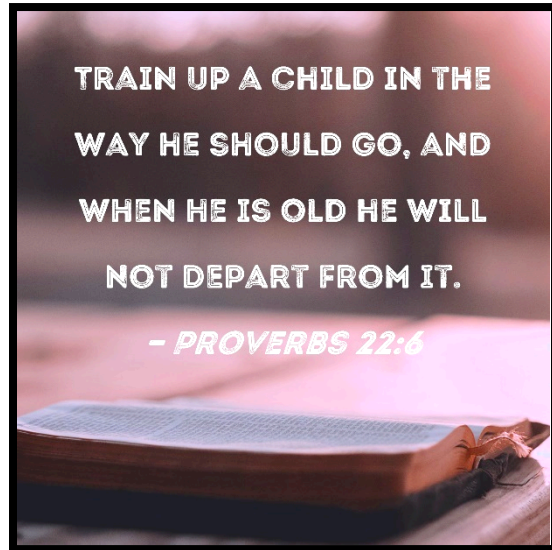 TRAIN UP A CHILD IN THE
WAY HE SHOULD GO, AND
WHEN HE IS OLD HE WILL
NOT DEPART FROM IT.
– PROVERBS 22:6